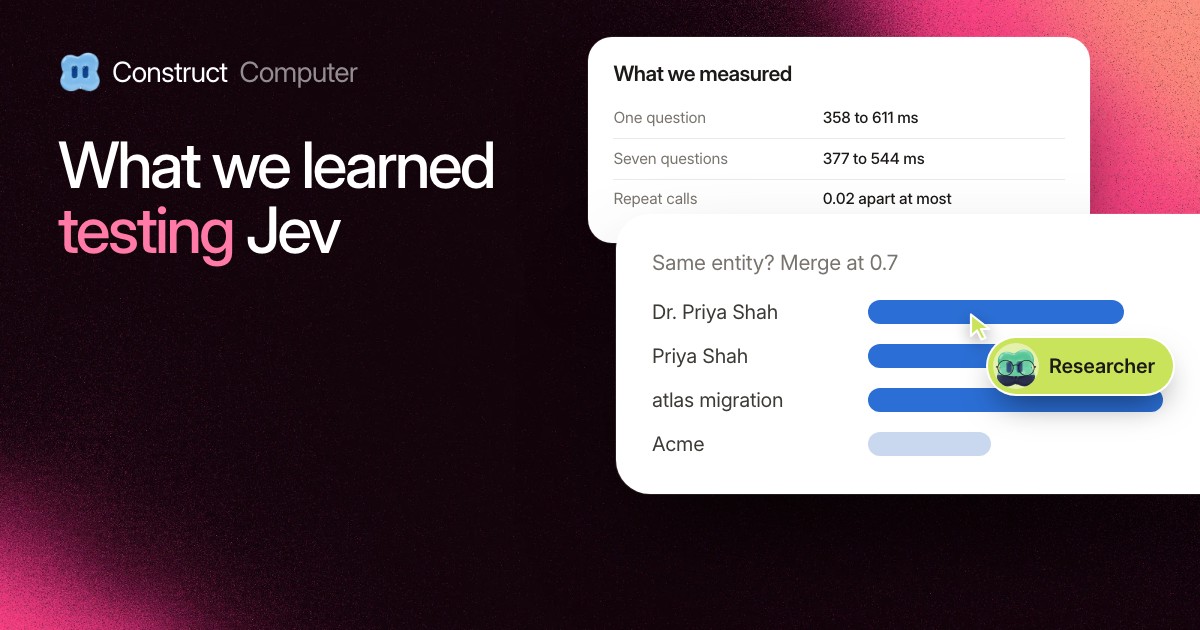 Construct Computer
What we learned
testing Jev
What we measured
One question 358 to 611 ms
Seven questions 377 to 544 ms
Repeat calls 0.02 apart at most
Same entity? Merge at 0.7
Dr. Priya Shah
Priya Shah
Researcher
atlas migration
Acme